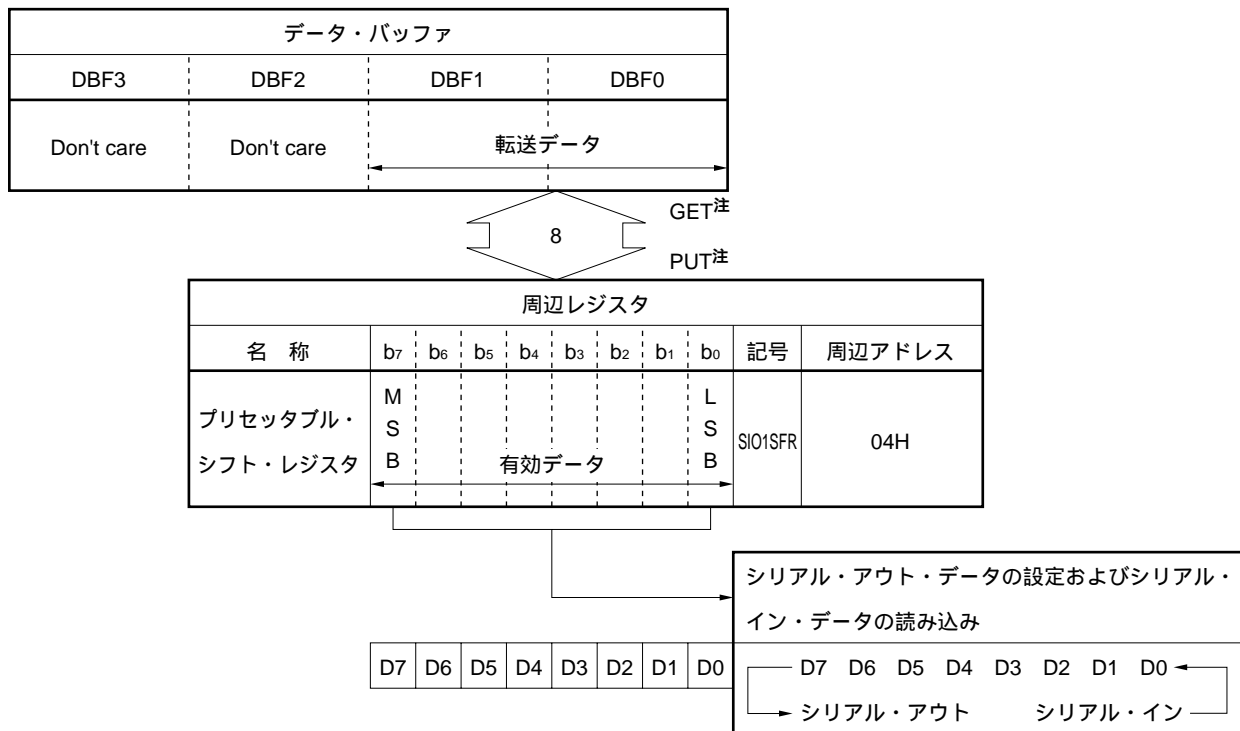 データ・バッファ
DBF3 DBF2 DBF1 DBF0
Don't care Don't care 転送データ
GET注
8
PUT注
周辺レジスタ
名 称 b7 b6 b5 b4 b3 b2 b1 b0 記号 周辺アドレス
プリセッタブル・
シフト・レジスタ
M
S
B
有効データ
L
S
B
SIO1SFR
04H
シリアル・アウト・データの設定およびシリアル・
イン・データの読み込み
D7 D6 D5 D4 D3 D2 D1 D0
D7 D6 D5 D4 D3 D2 D1 D0
シリアル・アウト シリアル・イン